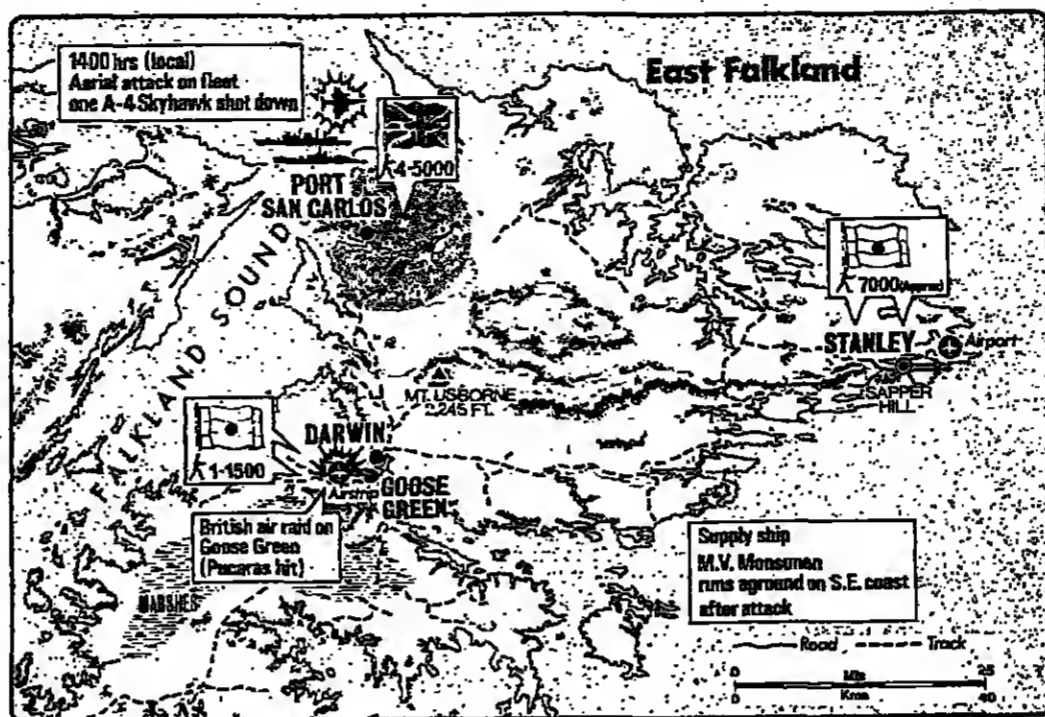 1400 hrs (local)
Aerial attack on fleet
one A-4 Skyhawk shot down
East Falkland
4-5000
PORT
SAN CARLOS
FALKLAND SOUND
7000 (Approx)
STANLEY
Airport
SAPPER
HILL
MT. USBORNE
2,245 FT.
1-1500
DARWIN
Airstrip
GOOSE
GREEN
British air raid on
Goose Green
(Pucaras hit)
MARSHES
Supply ship
M.V. Monsunen
runs aground on S.E. coast
after attack
Road
Track
0 Mls 25
0 Kms 40